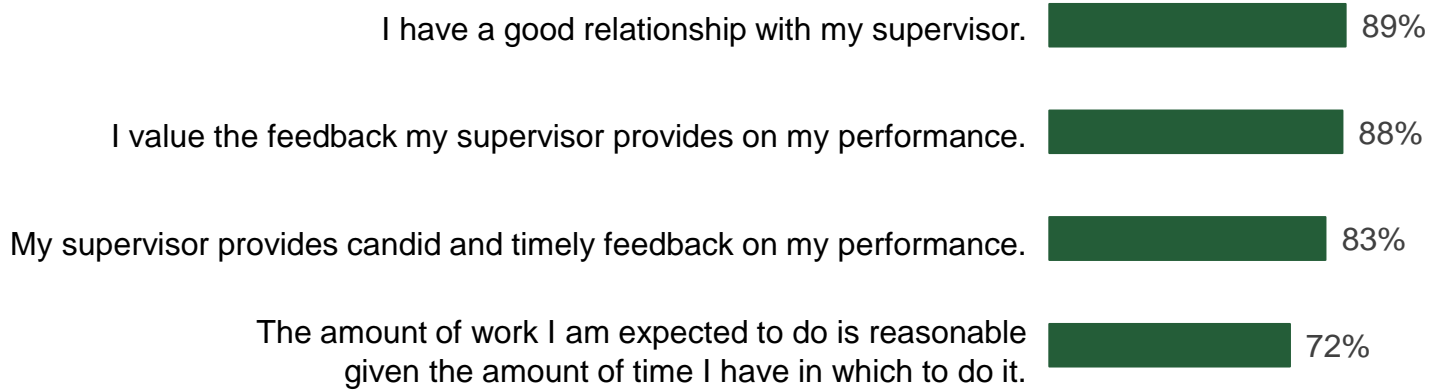 I have a good relationship with my supervisor. 89%
I value the feedback my supervisor provides on my performance. 88%
My supervisor provides candid and timely feedback on my performance. 83%
The amount of work I am expected to do is reasonable
given the amount of time I have in which to do it. 72%